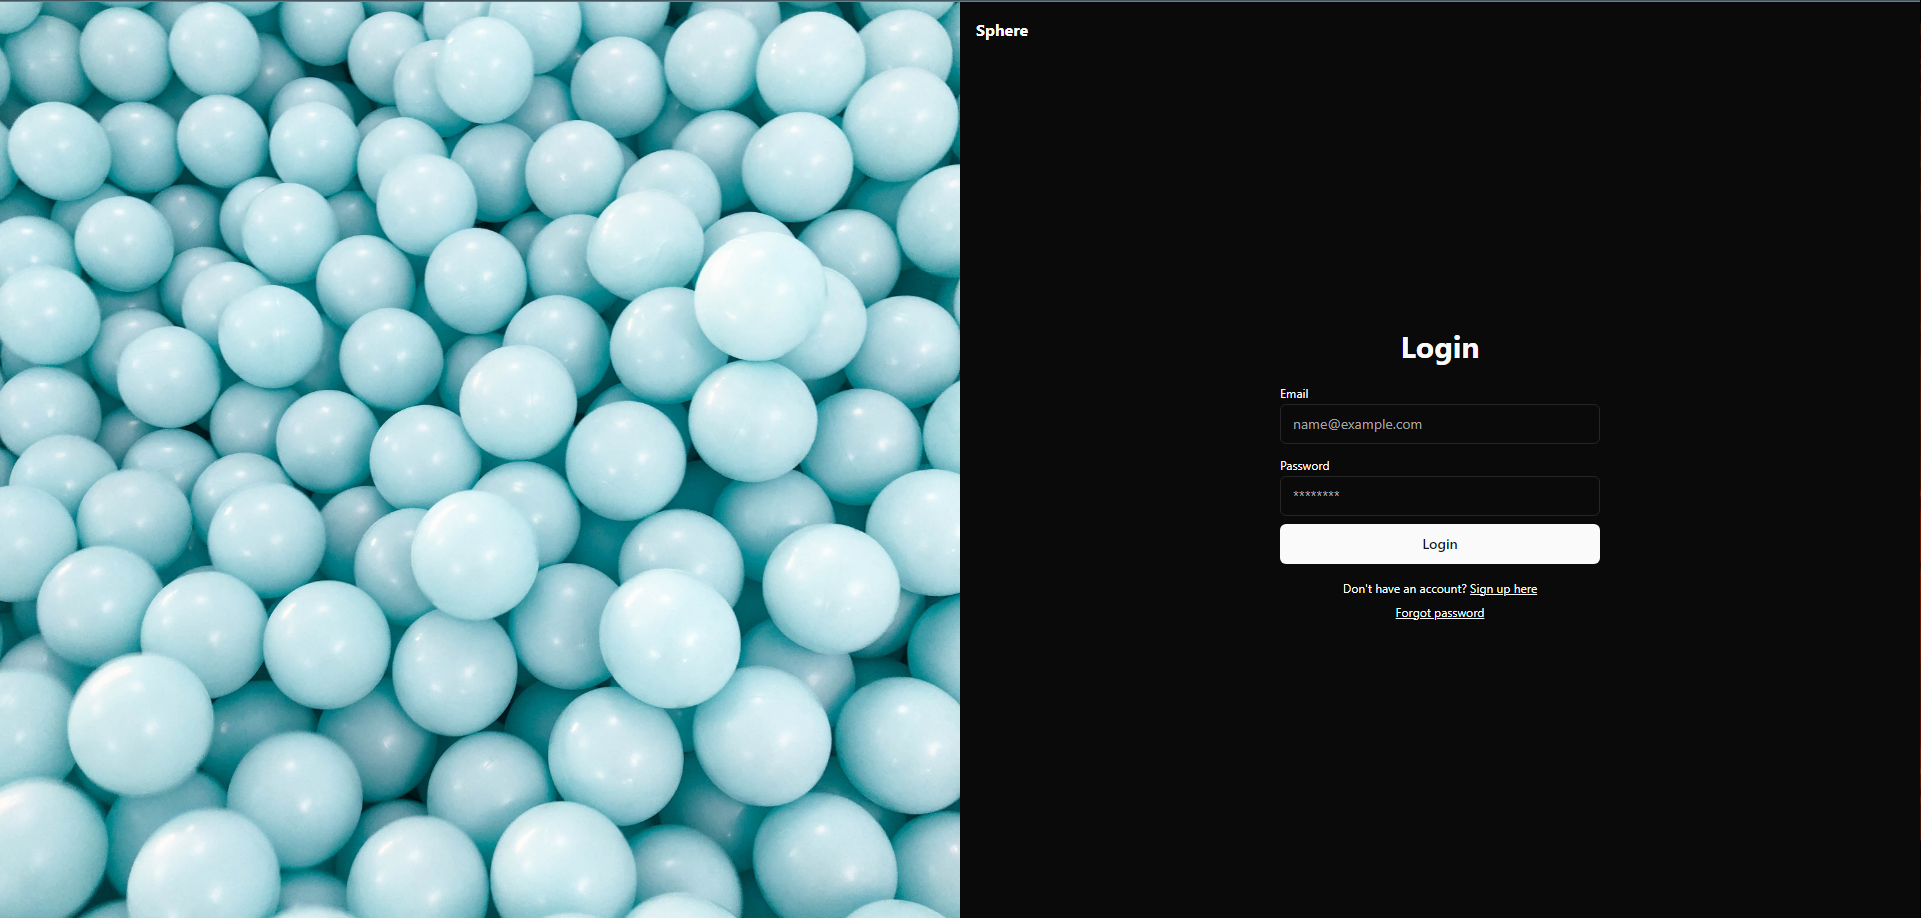 Sphere
Login
Email
name@example.com
Password
********
Login
Don't have an account? Sign up here
Forgot password